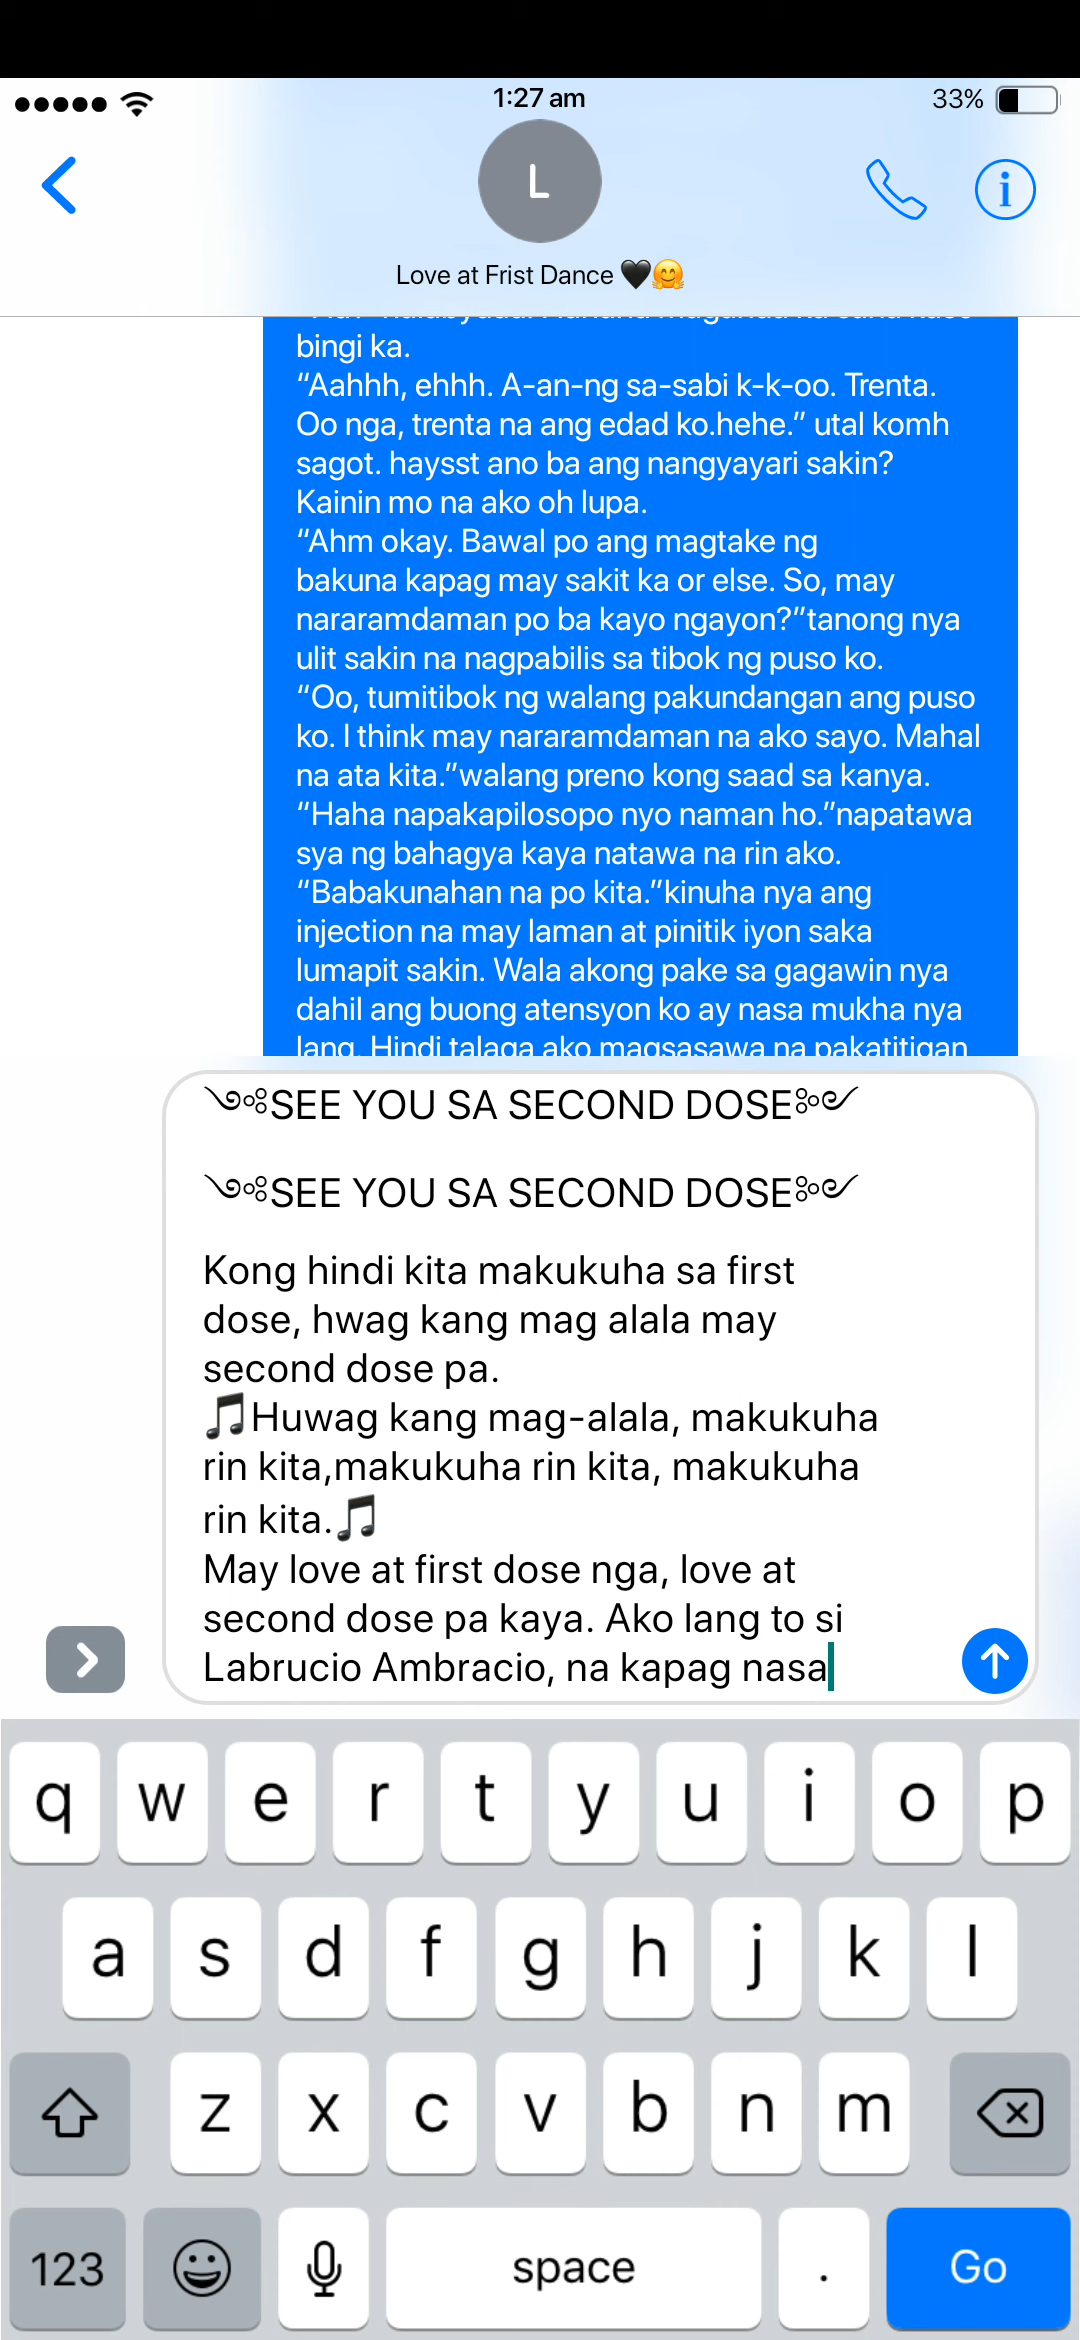 1:27 am
33%
L
Love at Frist Dance 🖤🤗
bingi ka.
“Aahhh, ehhh. A-an-ng sa-sabi k-k-oo. Trenta.
Oo nga, trenta na ang edad ko.hehe.” utal komh
sagot. haysst ano ba ang nangyayari sakin?
Kainin mo na ako oh lupa.
“Ahm okay. Bawal po ang magtake ng
bakuna kapag may sakit ka or else. So, may
nararamdaman po ba kayo ngayon?”tanong nya
ulit sakin na nagpabilis sa tibok ng puso ko.
“Oo, tumitibok ng walang pakundangan ang puso
ko. I think may nararamdaman na ako sayo. Mahal
na ata kita.”walang preno kong saad sa kanya.
“Haha napakapilosopo nyo naman ho.”napatawa
sya ng bahagya kaya natawa na rin ako.
“Babakunahan na po kita.”kinuha nya ang
injection na may laman at pinitik iyon saka
lumapit sakin. Wala akong pake sa gagawin nya
dahil ang buong atensyon ko ay nasa mukha nya
lang. Hindi talaga ako magsasawa na pakatitigan
༺SEE YOU SA SECOND DOSE༻
༺SEE YOU SA SECOND DOSE༻
Kong hindi kita makukuha sa first
dose, hwag kang mag alala may
second dose pa.
🎵Huwag kang mag-alala, makukuha
rin kita,makukuha rin kita, makukuha
rin kita.🎵
May love at first dose nga, love at
second dose pa kaya. Ako lang to si
Labrucio Ambracio, na kapag nasa
q w e r t y u i o p
a s d f g h j k l
z x c v b n m
123 space . Go